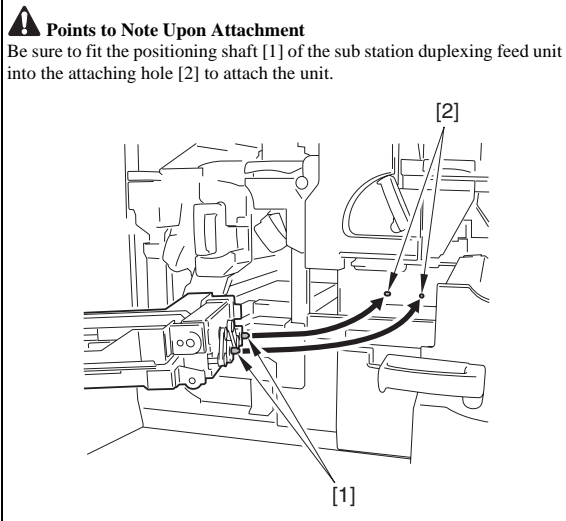 Points to Note Upon Attachment
Be sure to fit the positioning shaft [1] of the sub station duplexing feed unit
into the attaching hole [2] to attach the unit.
[2]
[1]